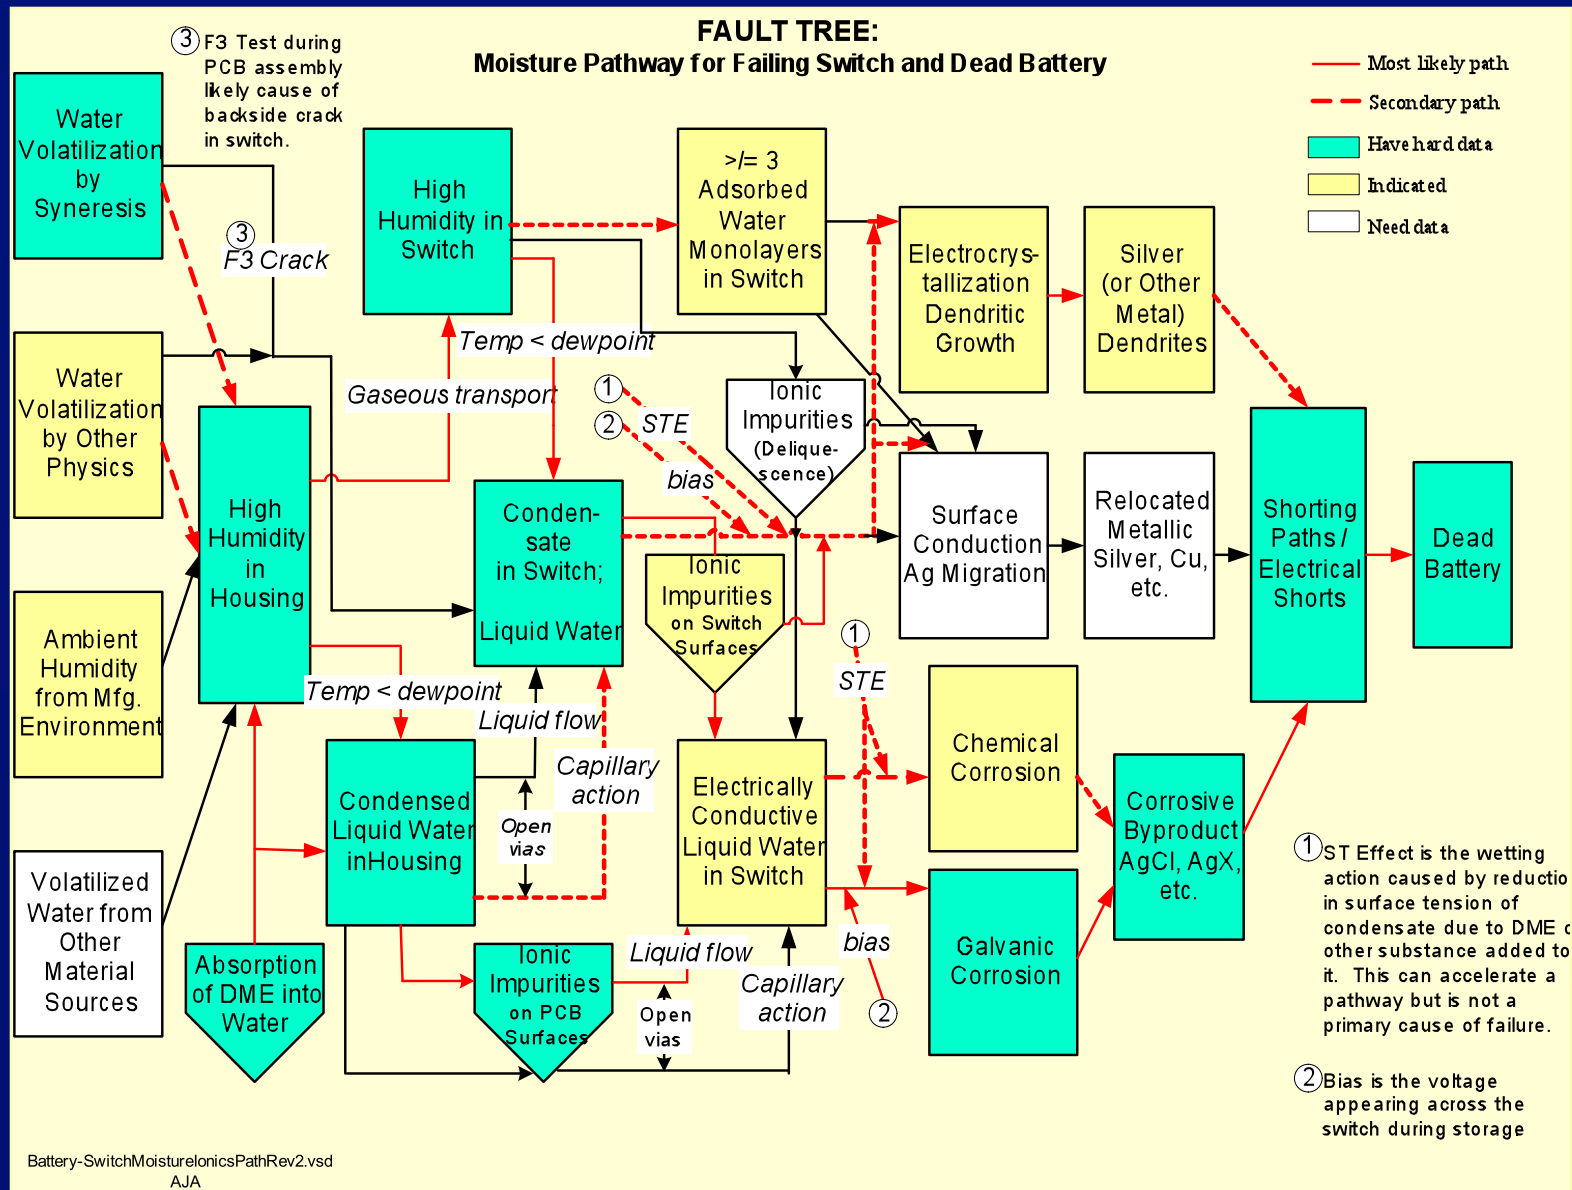 FAULT TREE:
Moisture Pathway for Failing Switch and Dead Battery
3
F3 Test during
PCB assembly
likely cause of
backside crack
in switch.
Most likely path
Secondary path
Have hard data
Indicated
Need data
Water
Volatilization
by
Syneresis
3
F3 Crack
High
Humidity in
Switch
>/= 3
Adsorbed
Water
Monolayers
in Switch
Electrocrys-
tallization
Dendritic
Growth
Silver
(or Other
Metal)
Dendrites
Water
Volatilization
by Other
Physics
Temp < dewpoint
Gaseous transport
1
STE
2
bias
Ionic
Impurities
(Delique-
scence)
High
Humidity
in
Housing
Conden-
sate
in Switch;
Liquid Water
Ionic
Impurities
on Switch
Surfaces
Surface
Conduction
Ag Migration
Relocated
Metallic
Silver, Cu,
etc.
Shorting
Paths /
Electrical
Shorts
Dead
Battery
Ambient
Humidity
from Mfg.
Environment
Temp < dewpoint
Liquid flow
Capillary
action
1
STE
Condensed
Liquid Water
inHousing
Open
vias
Electrically
Conductive
Liquid Water
in Switch
Chemical
Corrosion
Corrosive
Byproduct
AgCl, AgX,
etc.
Galvanic
Corrosion
Volatilized
Water from
Other
Material
Sources
Absorption
of DME into
Water
Ionic
Impurities
on PCB
Surfaces
Liquid flow
Open
vias
Capillary
action
bias
2
1
ST Effect is the wetting
action caused by reductio
in surface tension of
condensate due to DME o
other substance added to
it. This can accelerate a
pathway but is not a
primary cause of failure.
2
Bias is the voltage
appearing across the
switch during storage
Battery-SwitchMoistureIonicsPathRev2.vsd
AJA